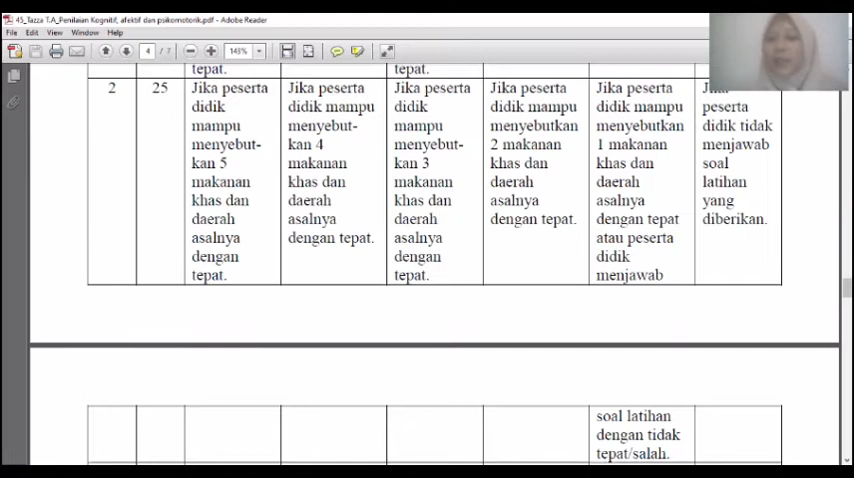 45_Tazza T.A_Penilaian Kognitif, afektif dan psikomotorik.pdf - Adobe Reader
File Edit View Window Help
4 / 7 143%
tepat. tepat.
2
25
Jika peserta
didik
mampu
menyebut-
kan 5
makanan
khas dan
daerah
asalnya
dengan
tepat.
Jika peserta
didik mampu
menyebut-
kan 4
makanan
khas dan
daerah
asalnya
dengan tepat.
Jika peserta
didik
mampu
menyebut-
kan 3
makanan
khas dan
daerah
asalnya
dengan
tepat.
Jika peserta
didik mampu
menyebutkan
2 makanan
khas dan
daerah
asalnya
dengan tepat.
Jika peserta
didik mampu
menyebutkan
1 makanan
khas dan
daerah
asalnya
dengan tepat
atau peserta
didik
menjawab
peserta
didik tidak
menjawab
soal
latihan
yang
diberikan.
soal latihan
dengan tidak
tepat/salah.